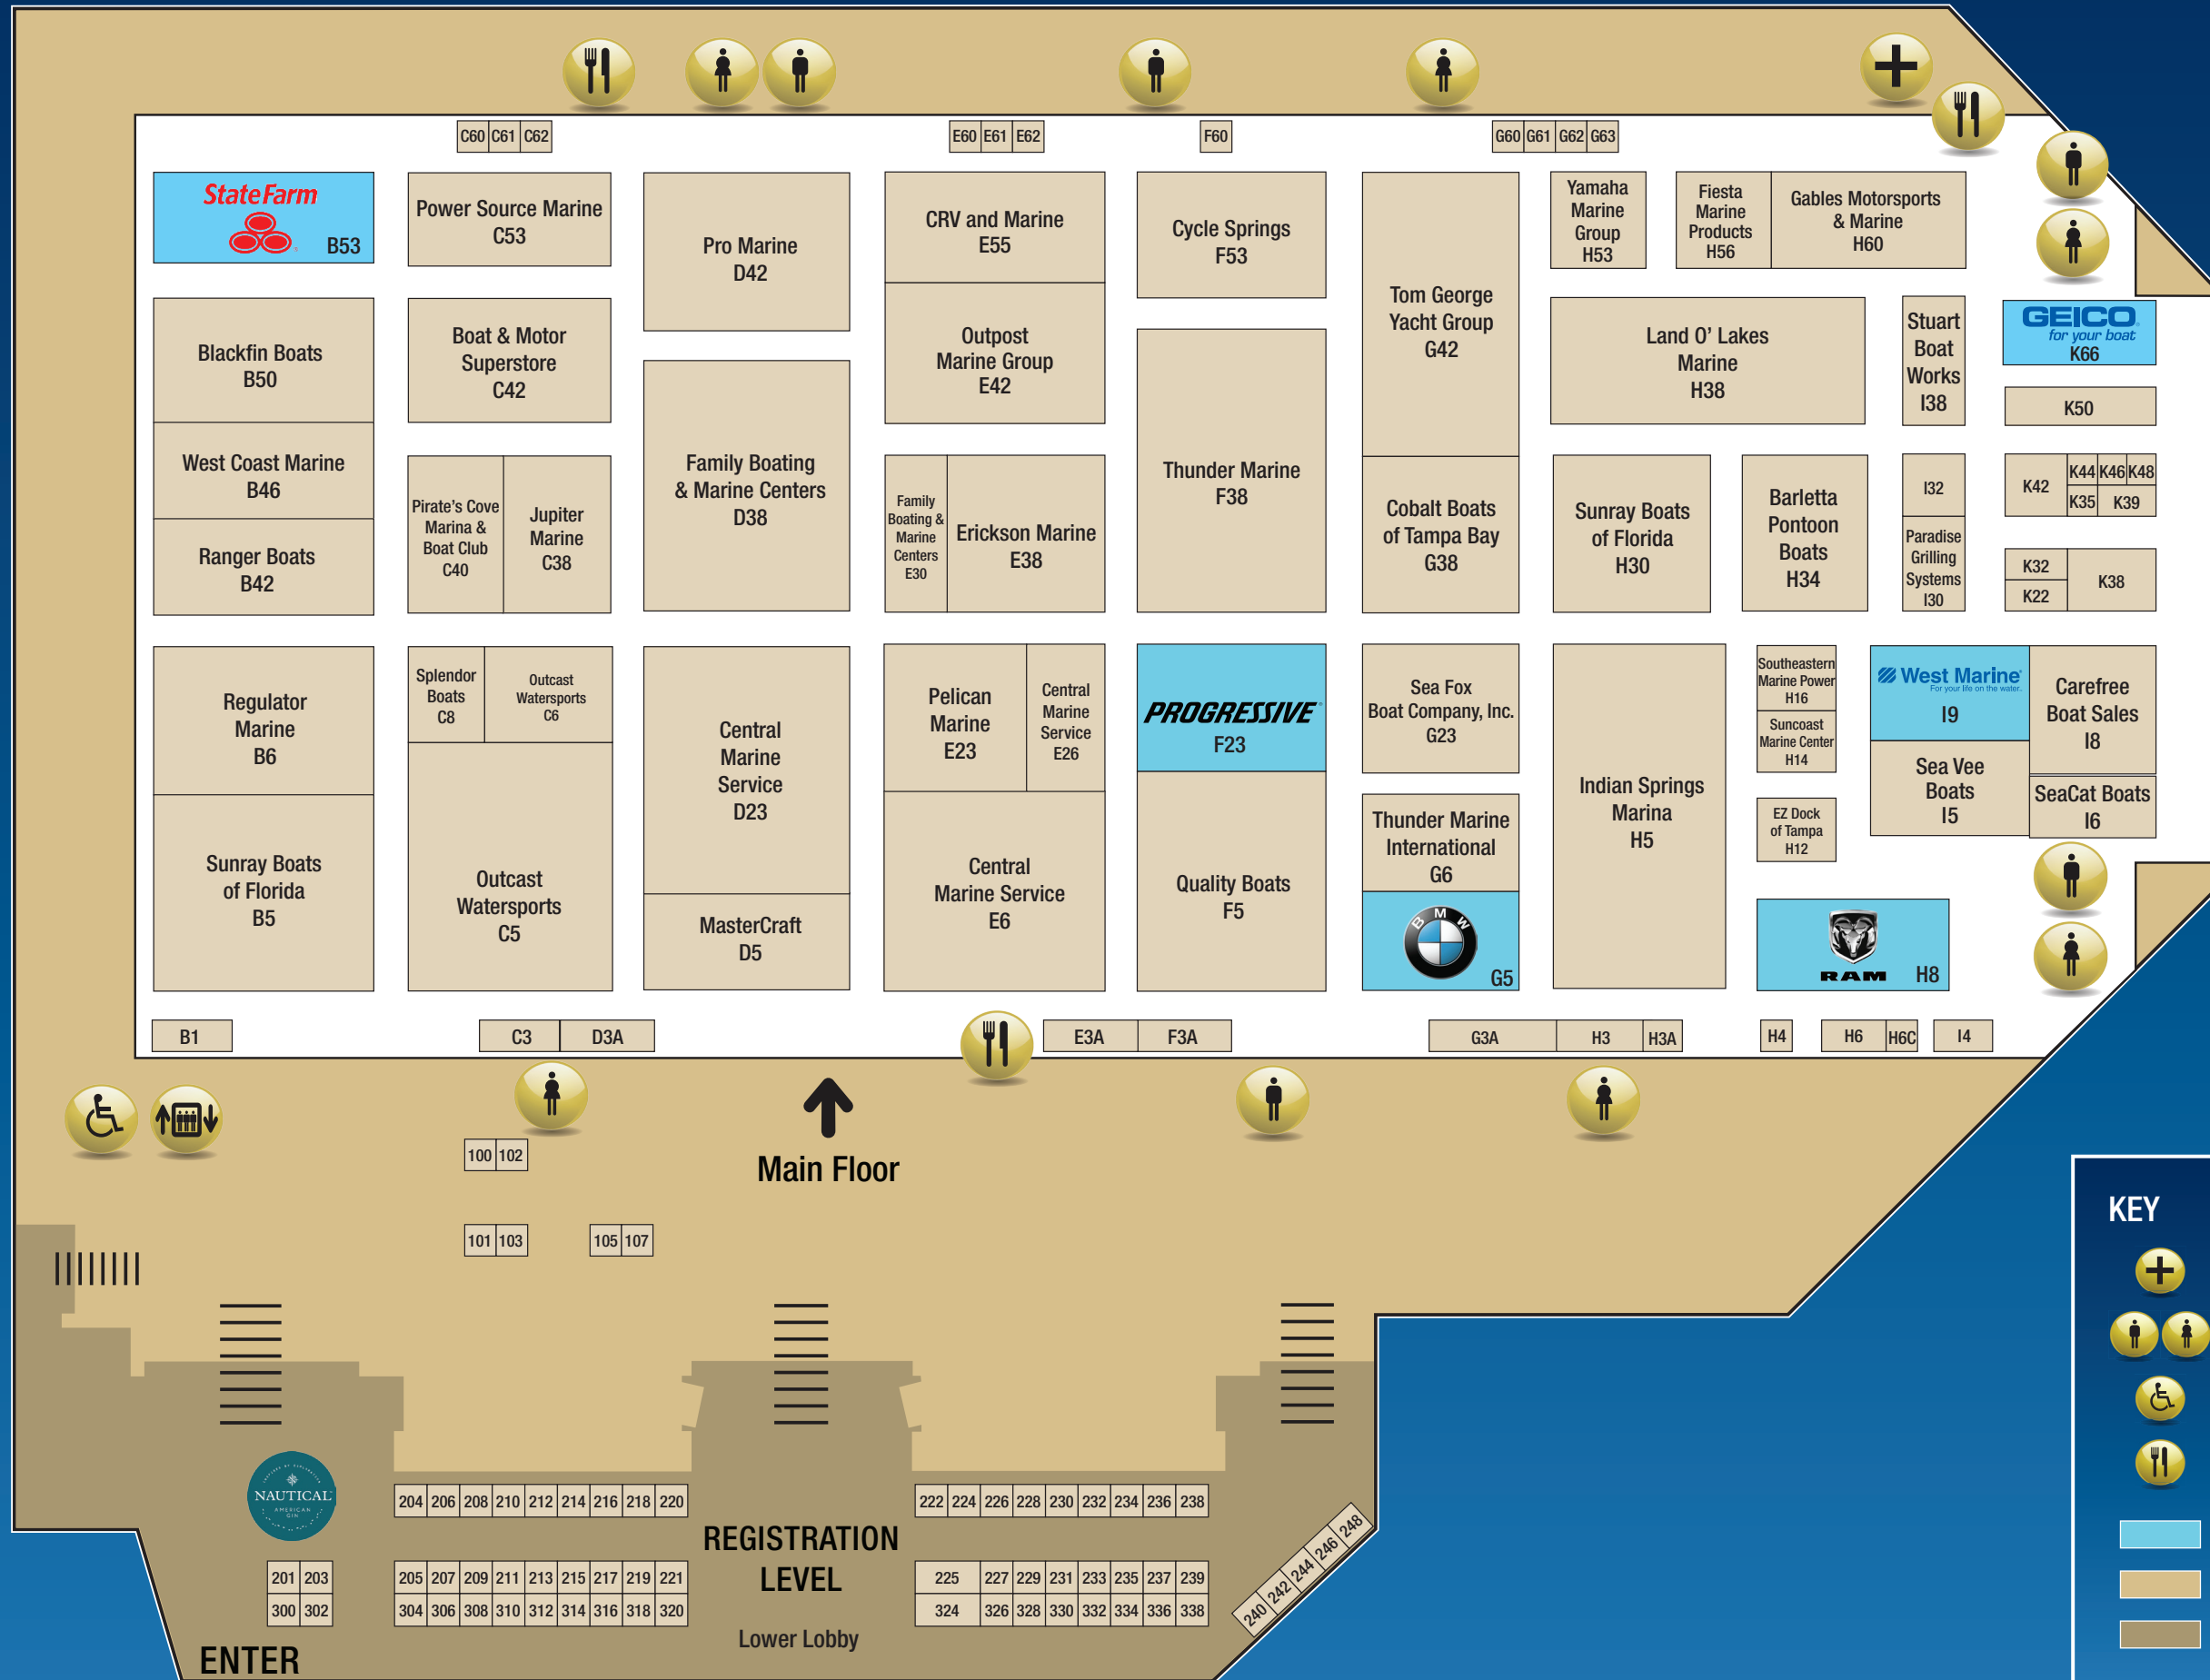 C60 C61 C62
E60 E61 E62
F60
G60 G61 G62 G63
StateFarm
B53
Power Source Marine
C53
Pro Marine
D42
CRV and Marine
E55
Cycle Springs
F53
Tom George
Yacht Group
G42
Yamaha
Marine
Group
H53
Fiesta
Marine
Products
H56
Gables Motorsports
& Marine
H60
Blackfin Boats
B50
Boat & Motor
Superstore
C42
Outpost
Marine Group
E42
Land O' Lakes
Marine
H38
Stuart
Boat
Works
I38
GEICO
for your boat
K66
K50
West Coast Marine
B46
Ranger Boats
B42
Pirate's Cove
Marina &
Boat Club
C40
Jupiter
Marine
C38
Family Boating
& Marine Centers
D38
Family
Boating &
Marine
Centers
E30
Erickson Marine
E38
Thunder Marine
F38
Cobalt Boats
of Tampa Bay
G38
Sunray Boats
of Florida
H30
Barletta
Pontoon
Boats
H34
I32
Paradise
Grilling
Systems
I30
K42
K44 K46 K48
K35 K39
K32
K22
K38
Regulator
Marine
B6
Splendor
Boats
C8
Outcast
Watersports
C6
Central
Marine
Service
D23
Pelican
Marine
E23
Central
Marine
Service
E26
PROGRESSIVE
F23
Sea Fox
Boat Company, Inc.
G23
Indian Springs
Marina
H5
Southeastern
Marine Power
H16
Suncoast
Marine Center
H14
West Marine
For your life on the water.
I9
Carefree
Boat Sales
I8
Sunray Boats
of Florida
B5
Outcast
Watersports
C5
MasterCraft
D5
Central
Marine Service
E6
Quality Boats
F5
Thunder Marine
International
G6
BMW
G5
EZ Dock
of Tampa
H12
Sea Vee
Boats
I5
SeaCat Boats
I6
RAM
H8
B1
C3 D3A
E3A F3A
G3A H3 H3A
H4
H6 H6C
I4
100 102
Main Floor
101 103
105 107
KEY
NAUTICAL
AMERICAN
GIN
204 206 208 210 212 214 216 218 220
222 224 226 228 230 232 234 236 238
REGISTRATION
LEVEL
201 203
300 302
205 207 209 211 213 215 217 219 221
304 306 308 310 312 314 316 318 320
225 227 229 231 233 235 237 239
324 326 328 330 332 334 336 338
240 242 244 246 248
Lower Lobby
ENTER